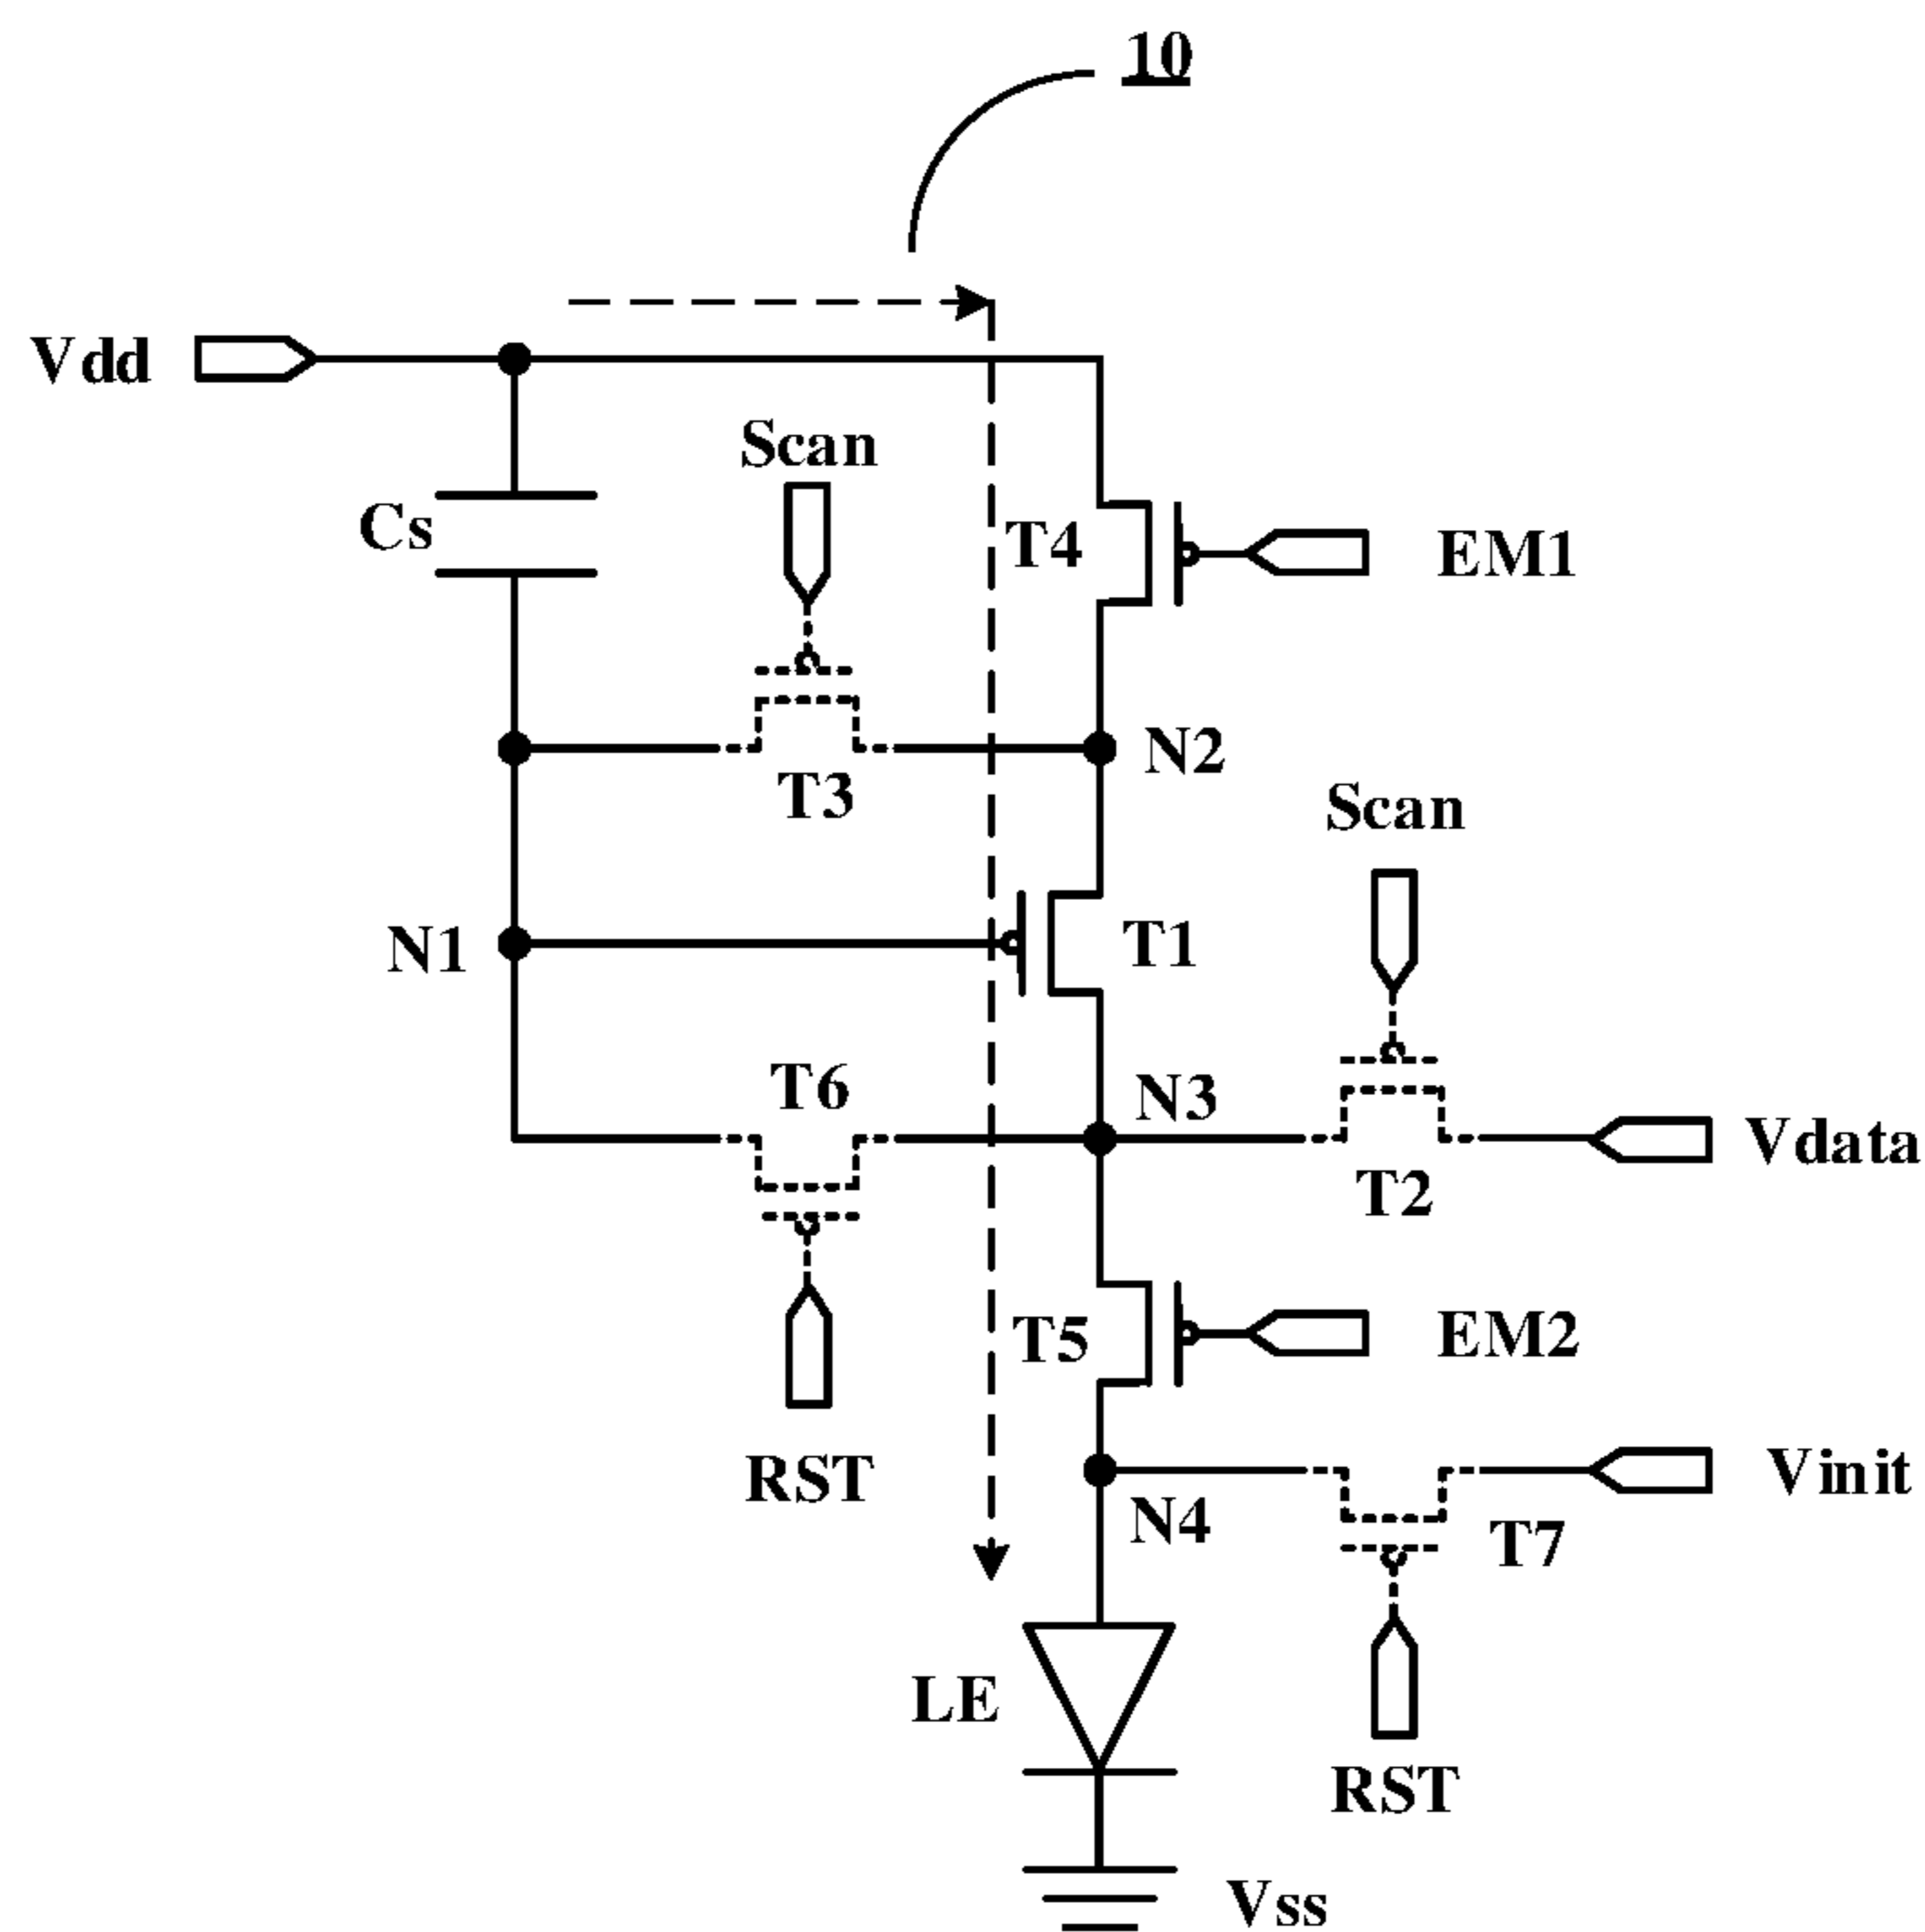 10
Vdd
Scan
Cs
T4
EM1
T3
N2
Scan
N1
T1
T6
N3
Vdata
T2
T5
EM2
RST
Vinit
N4
T7
LE
RST
Vss